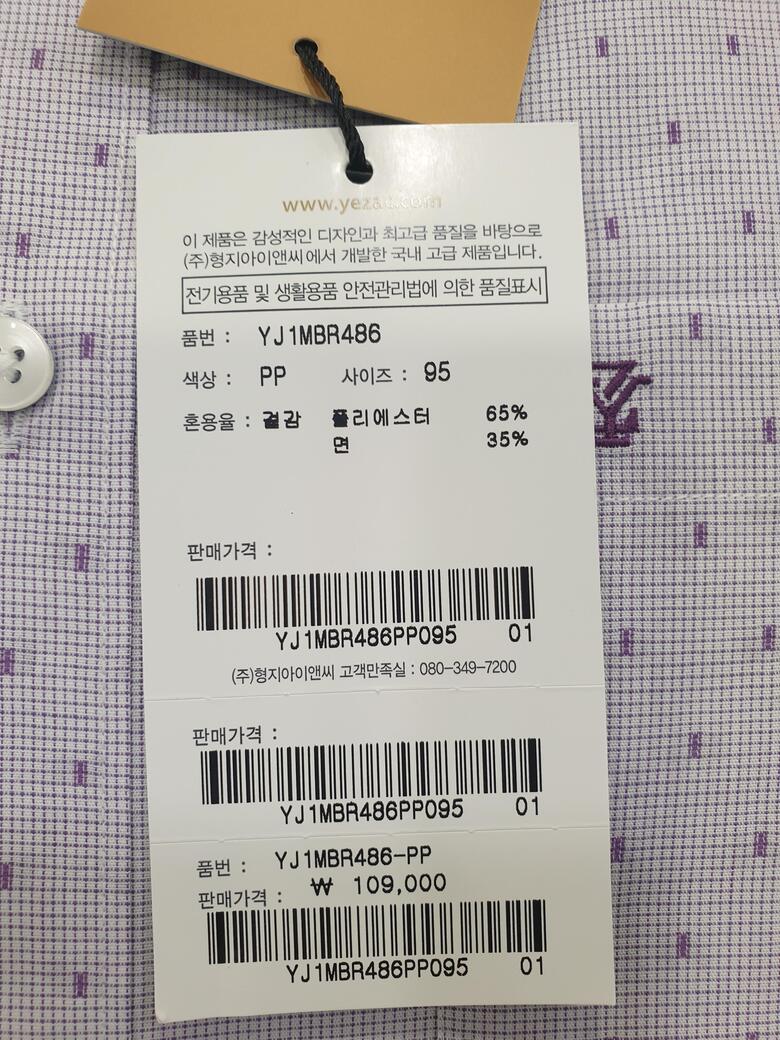 www.yezac.com
이 제품은 감성적인 디자인과 최고급 품질을 바탕으로
(주)형지아이앤씨에서 개발한 국내 고급 제품입니다.
전기용품 및 생활용품 안전관리법에 의한 품질표시
품번 : YJ1MBR486
색상 : PP 사이즈 : 95
혼용율 : 겉감 폴리에스터 65%
면 35%
판매가격 :
YJ1MBR486PP095 01
(주)형지아이앤씨 고객만족실 : 080-349-7200
판매가격 :
YJ1MBR486PP095 01
품번 : YJ1MBR486-PP
판매가격 : ₩ 109,000
YJ1MBR486PP095 01